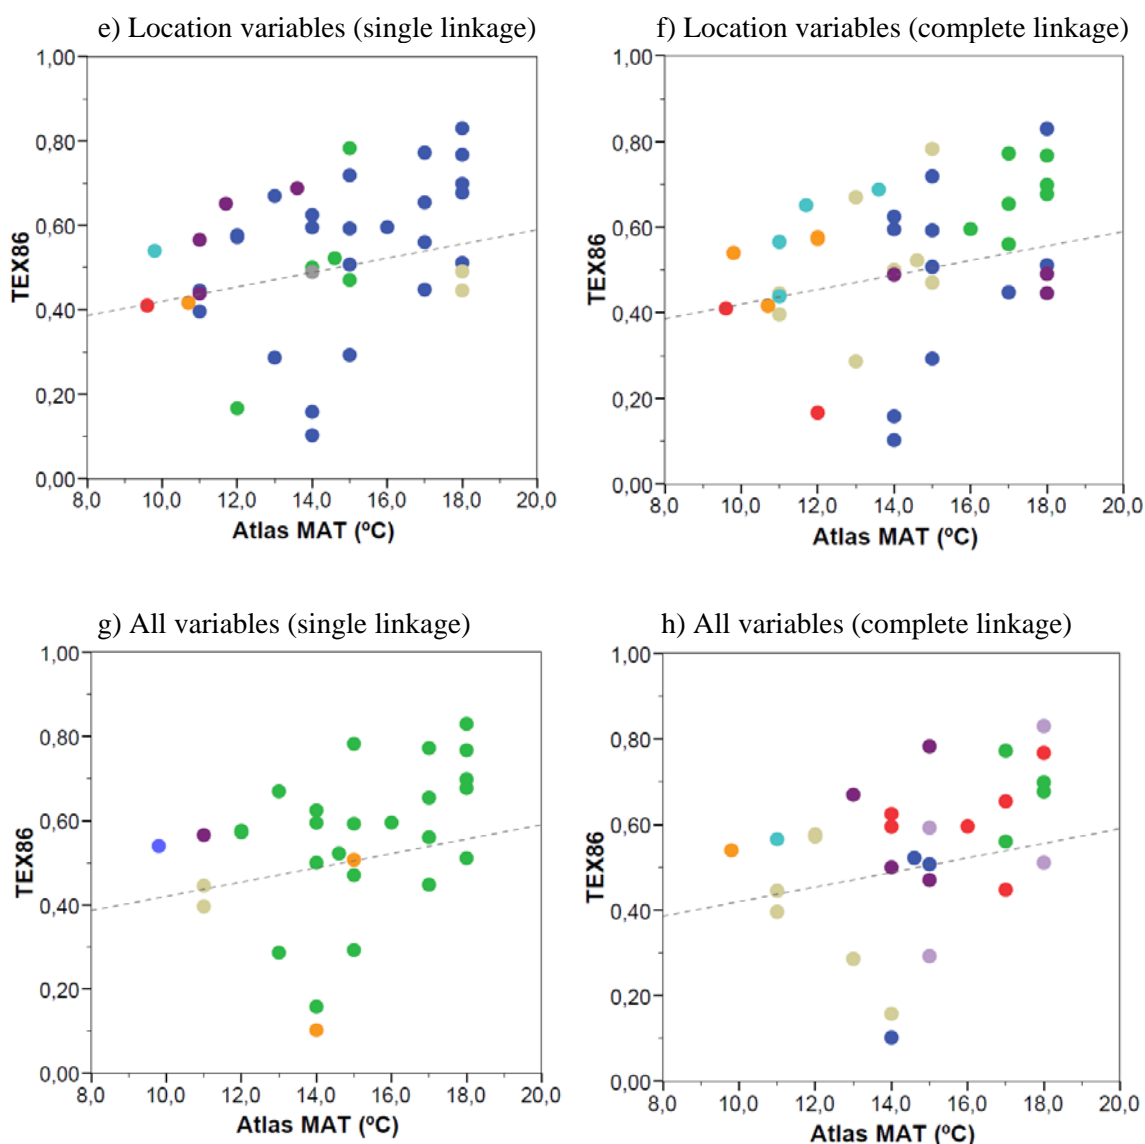 e) Location variables (single linkage)
1,00
0,80
0,60
0,40
0,20
0,00
TEX86
8,0 10,0 12,0 14,0 16,0 18,0 20,0
Atlas MAT (ºC)
f) Location variables (complete linkage)
1,00
0,80
0,60
0,40
0,20
0,00
TEX86
8,0 10,0 12,0 14,0 16,0 18,0 20,0
Atlas MAT (ºC)
g) All variables (single linkage)
1,00
0,80
0,60
0,40
0,20
0,00
TEX86
8,0 10,0 12,0 14,0 16,0 18,0 20,0
Atlas MAT (ºC)
h) All variables (complete linkage)
1,00
0,80
0,60
0,40
0,20
0,00
TEX86
8,0 10,0 12,0 14,0 16,0 18,0 20,0
Atlas MAT (ºC)